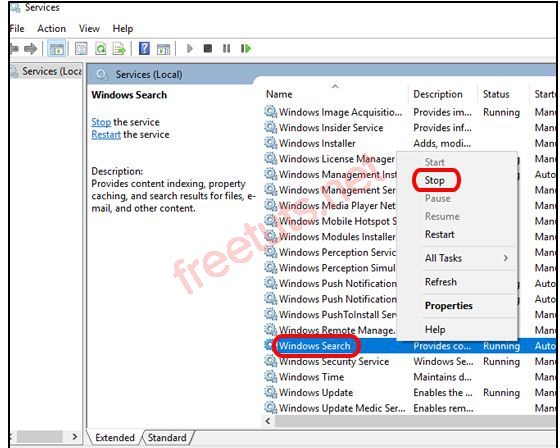 Services
File Action View Help
Services (Loca
Services (Local)
Windows Search
Stop the service
Restart the service
Description:
Provides content indexing, property
caching, and search results for files, e-
mail, and other content.
Name Description Status Startu
Windows Image Acquisitio... Provides im... Running Manu
Windows Insider Service Provides inf... Manu
Windows Installer Adds, modi... Manu
Windows License Manager Manu
Windows Management Inst Auto
Windows Management Ser Manu
Windows Media Player Net Manu
Windows Mobile Hotspot S Manu
Windows Modules Installer Manu
Windows Perception Servic Manu
Windows Perception Simul Manu
Windows Push Notification Auto
Windows Push Notification Auto
Windows PushToInstall Serv Manu
Windows Remote Manage. Manu
Windows Search Provides co... Running Auto
Windows Security Service Windows Se... Running Manu
Windows Time Maintains d... Manu
Windows Update Enables the ... Running Manu
Windows Update Medic Ser... Enables rem... Manu
Start
Stop
Pause
Resume
Restart
All Tasks
Refresh
Properties
Help
Extended Standard
freetuts.net